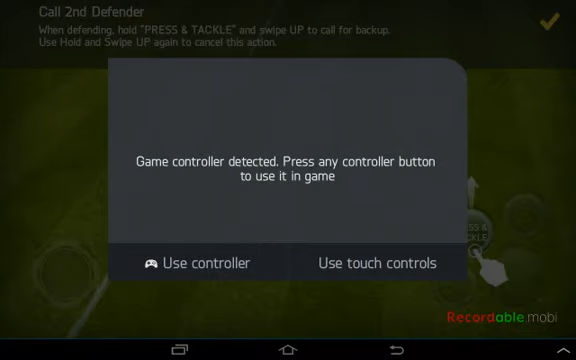 Call 2nd Defender
When defending, hold "PRESS & TACKLE" and swipe UP to call for backup.
Use Hold and Swipe UP again to cancel this action.
Game controller detected. Press any controller button
to use it in game
SS &
KLE
Use controller
Use touch controls
Recordable.mobi